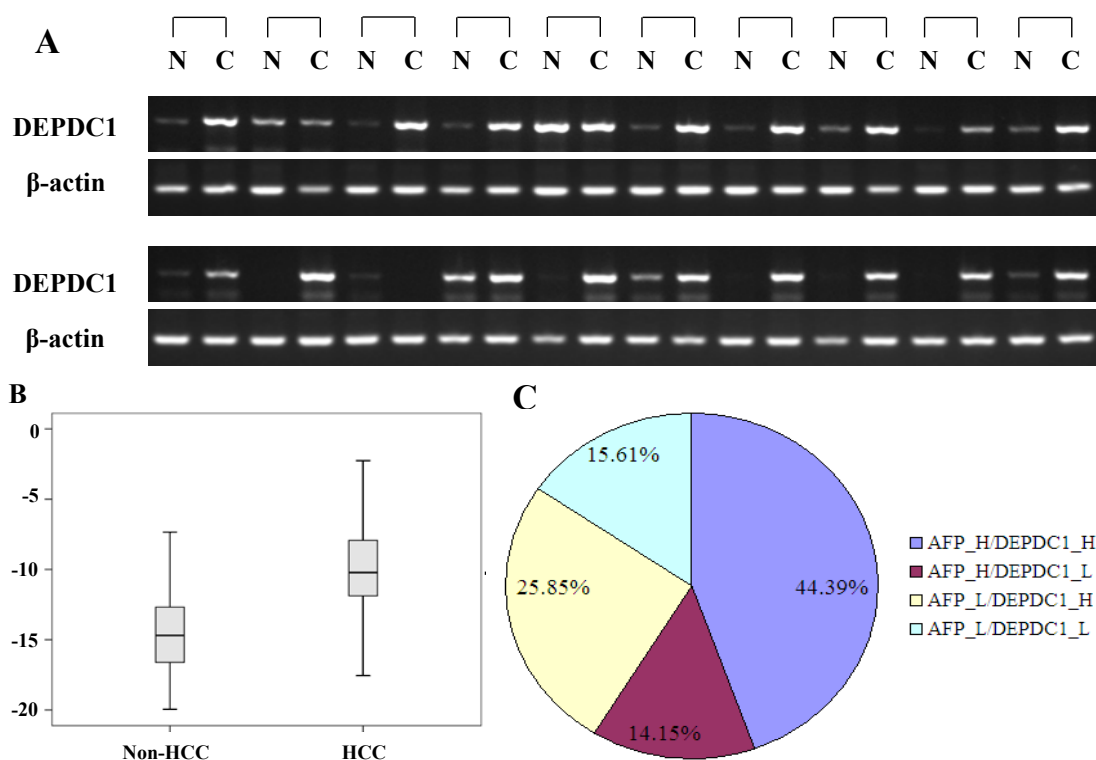 A
N C N C N C N C N C N C N C N C N C N C
DEPDC1
β-actin
DEPDC1
β-actin
B
0
-5
-10
-15
-20
Non-HCC HCC
C
15.61%
25.85%
44.39%
14.15%
AFP_H/DEPDC1_H
AFP_H/DEPDC1_L
AFP_L/DEPDC1_H
AFP_L/DEPDC1_L